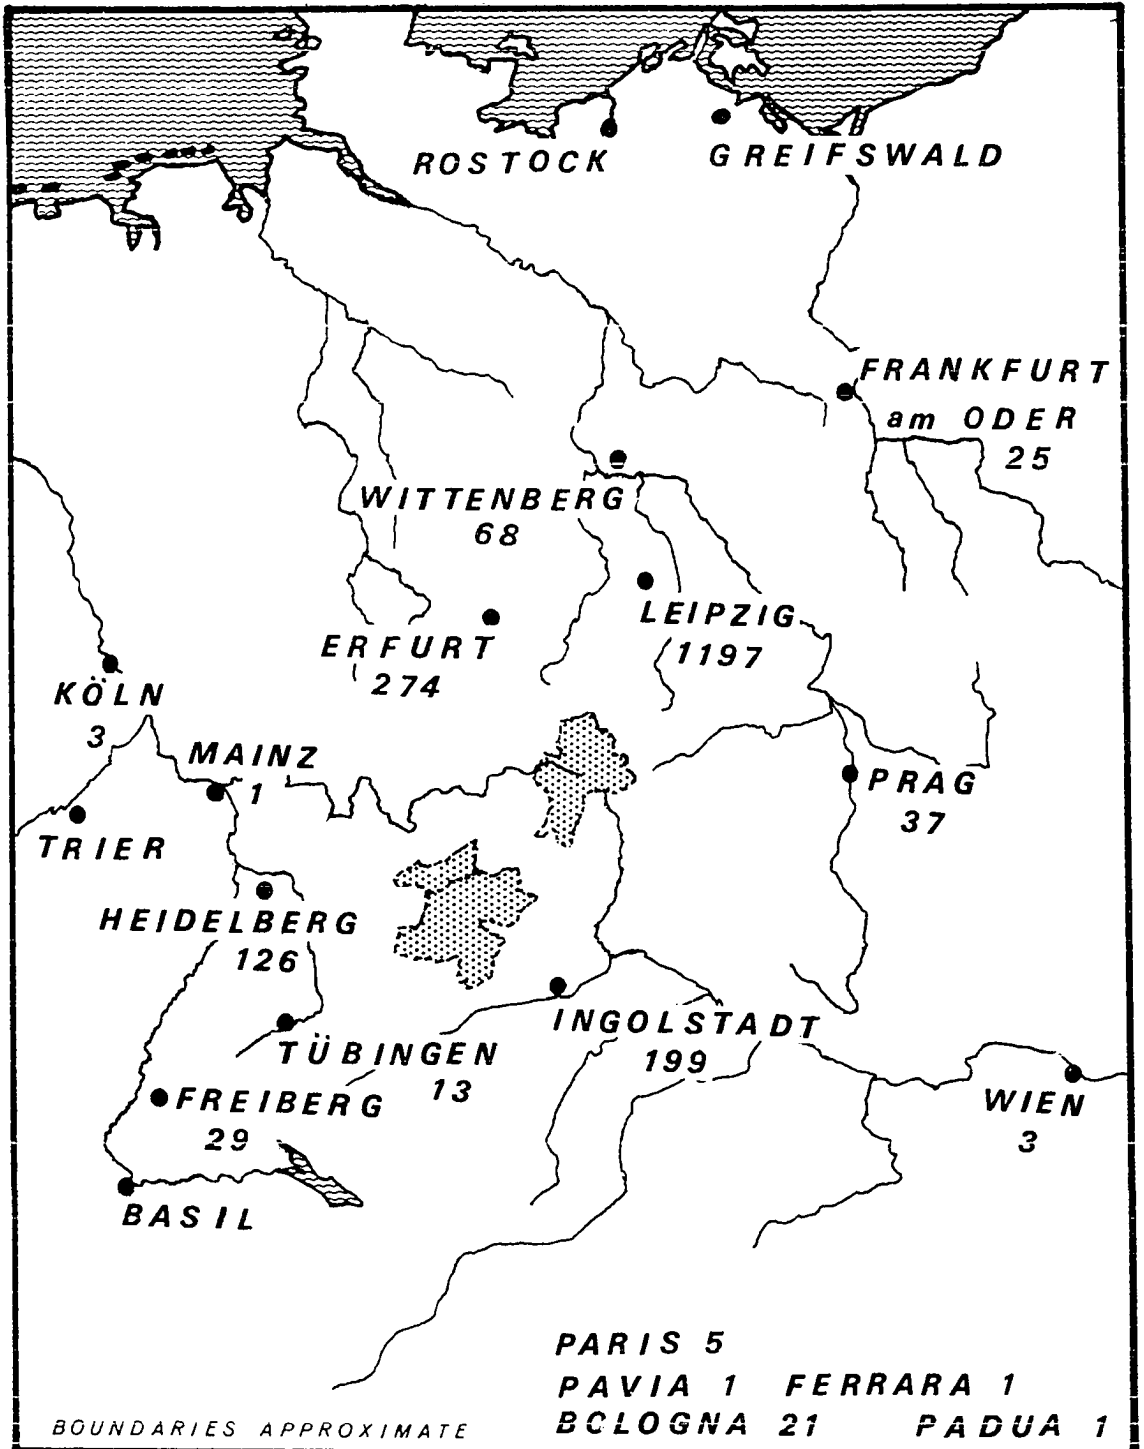 ROSTOCK
GREIFSWALD
FRANKFURT
am ODER
25
WITTENBERG
68
LEIPZIG
1197
ERFURT
274
KÖLN
3
MAINZ
1
PRAG
37
TRIER
HEIDELBERG
126
INGOLSTADT
199
TÜBINGEN
13
FREIBERG
29
WIEN
3
BASIL
PARIS 5
PAVIA 1 FERRARA 1
BOLOGNA 21 PADUA 1
BOUNDARIES APPROXIMATE